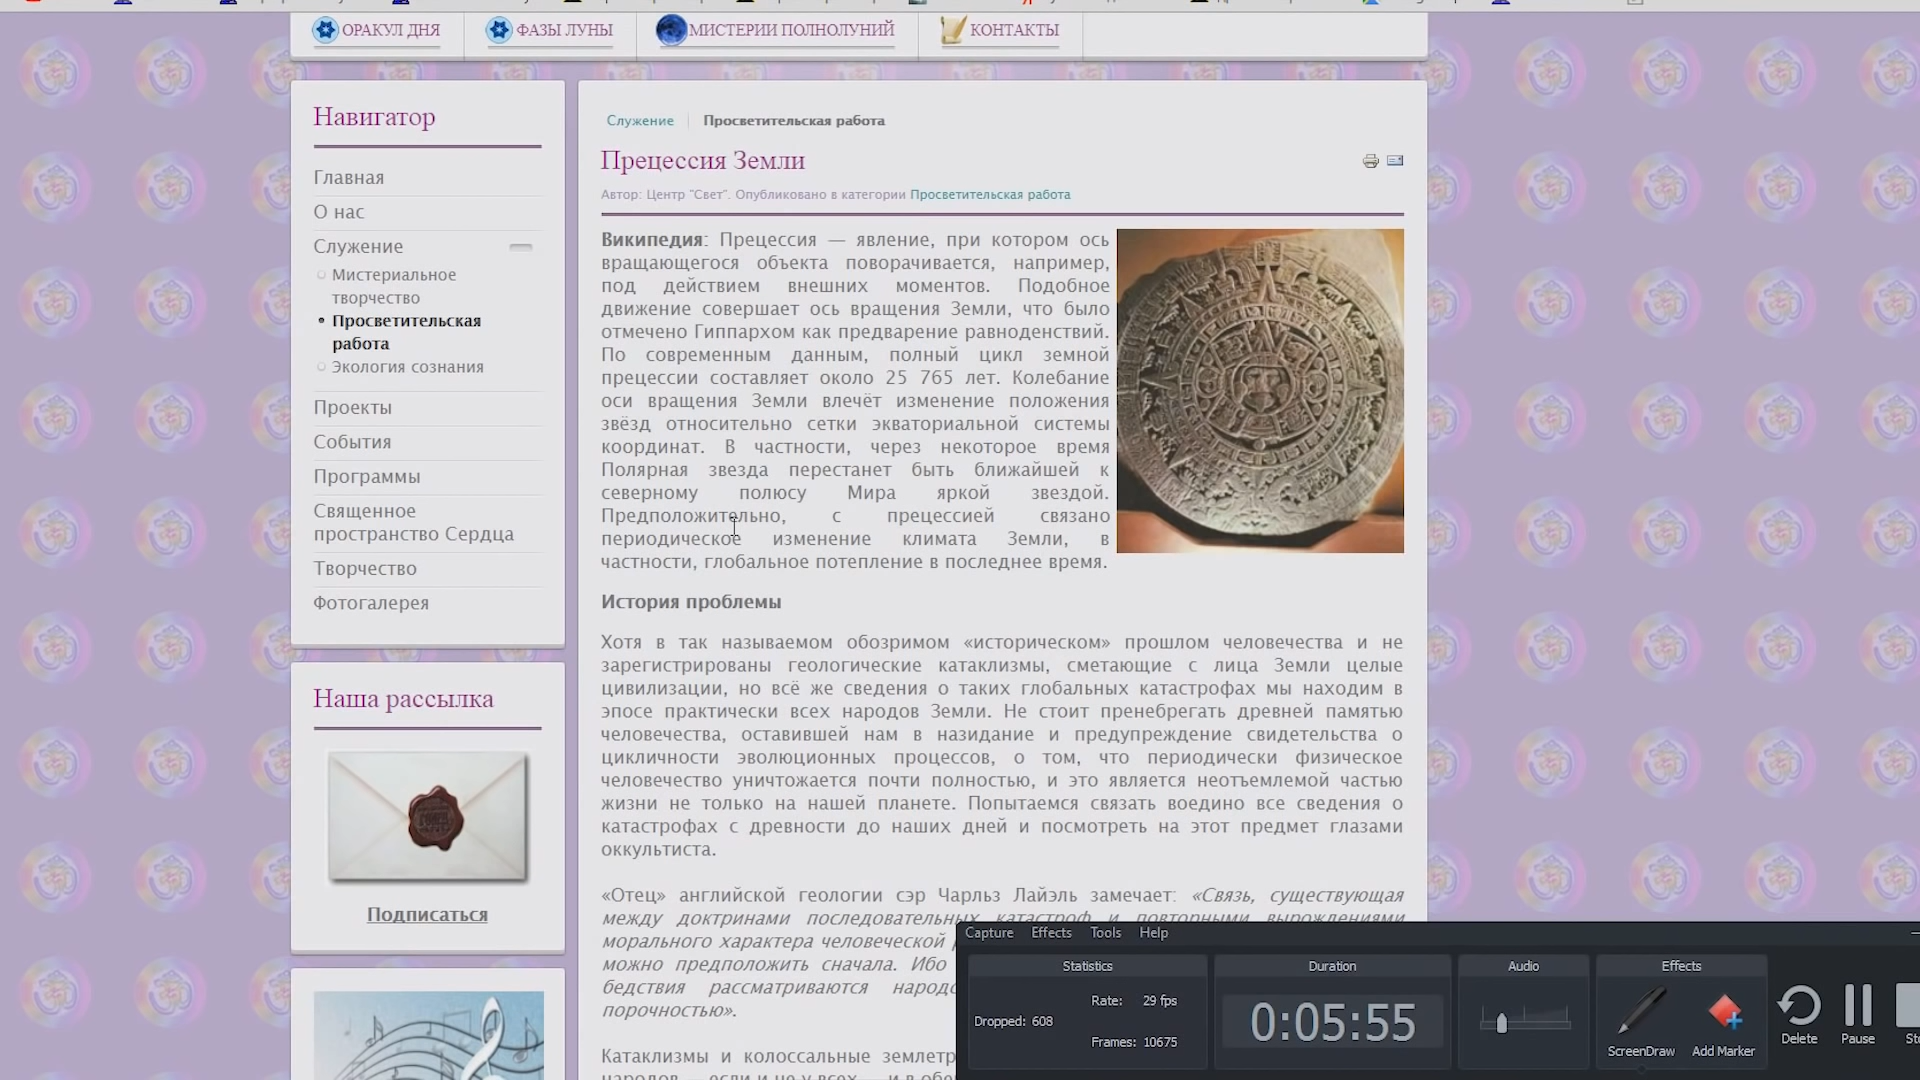 ОРАКУЛ ДНЯ
ФАЗЫ ЛУНЫ
МИСТЕРИИ ПОЛНОЛУНИЙ
КОНТАКТЫ
Навигатор
Главная
О нас
Служение
Мистериальное
творчество
Просветительская
работа
Экология сознания
Проекты
События
Программы
Священное
пространство Сердца
Творчество
Фотогалерея
Наша рассылка
Подписаться
Служение
Просветительская работа
Прецессия Земли
Автор: Центр "Свет". Опубликовано в категории Просветительская работа
Википедия: Прецессия — явление, при котором ось
вращающегося объекта поворачивается, например,
под действием внешних моментов. Подобное
движение совершает ось вращения Земли, что было
отмечено Гиппархом как предварение равноденствий.
По современным данным, полный цикл земной
прецессии составляет около 25 765 лет. Колебание
оси вращения Земли влечёт изменение положения
звёзд относительно сетки экваториальной системы
координат. В частности, через некоторое время
Полярная звезда перестанет быть ближайшей к
северному полюсу Мира яркой звездой.
Предположительно, с прецессией связано
периодическое изменение климата Земли, в
частности, глобальное потепление в последнее время.
История проблемы
Хотя в так называемом обозримом «историческом» прошлом человечества и не
зарегистрированы геологические катаклизмы, сметающие с лица Земли целые
цивилизации, но всё же сведения о таких глобальных катастрофах мы находим в
эпосе практически всех народов Земли. Не стоит пренебрегать древней памятью
человечества, оставившей нам в назидание и предупреждение свидетельства о
цикличности эволюционных процессов, о том, что периодически физическое
человечество уничтожается почти полностью, и это является неотъемлемой частью
жизни не только на нашей планете. Попытаемся связать воедино все сведения о
катастрофах с древности до наших дней и посмотреть на этот предмет глазами
оккультиста.
«Отец» английской геологии сэр Чарльз Лайэль замечает: «Связь, существующая
между доктринами последовательных катастроф и повторными вырождениями
морального характера человеческой
можно предположить сначала. Ибо
бедствия рассматриваются
порочностью».
Катаклизмы и колоссальные
народов — если и не у всех — и в
Capture Effects Tools Help
Statistics
Rate: 29 fps
Dropped: 608
Frames: 10675
Duration
0:05:55
Audio
Effects
ScreenDraw
Add Marker
Delete
Pause